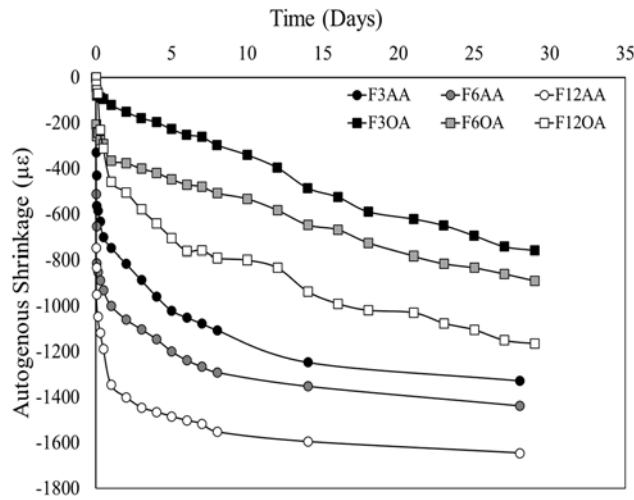 Time (Days)
0 5 10 15 20 25 30 35
0
-200
-400
-600
-800
-1000
-1200
-1400
-1600
-1800
Autogenous Shrinkage (με)
F3AA F6AA F12AA
F3OA F6OA F12OA